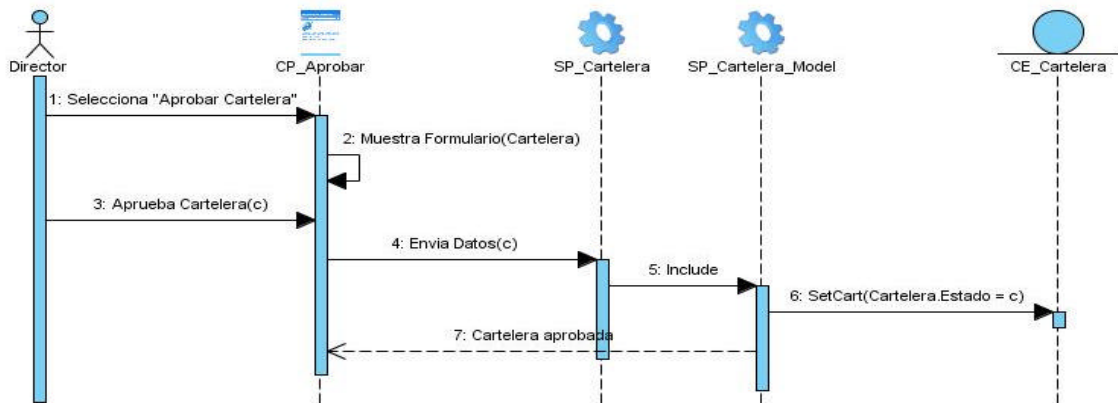 Director
CP_Aprobar
SP_Cartelera
SP_Cartelera_Model
CE_Cartelera
1: Selecciona "Aprobar Cartelera"
2: Muestra Formulario(Cartelera)
3: Aprueba Cartelera(c)
4: Envia Datos(c)
5: Include
6: SetCart(Cartelera.Estado = c)
7: Cartelera aprobada